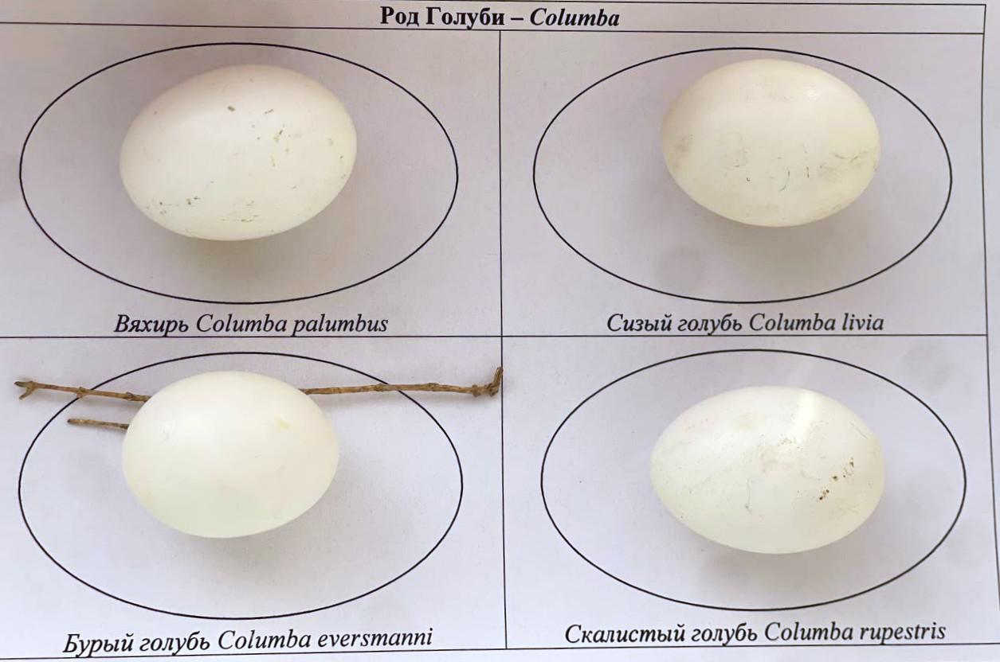 Род Голуби – Columba
Вяхирь Columba palumbus
Сизый голубь Columba livia
Бурый голубь Columba eversmanni
Скалистый голубь Columba rupestris